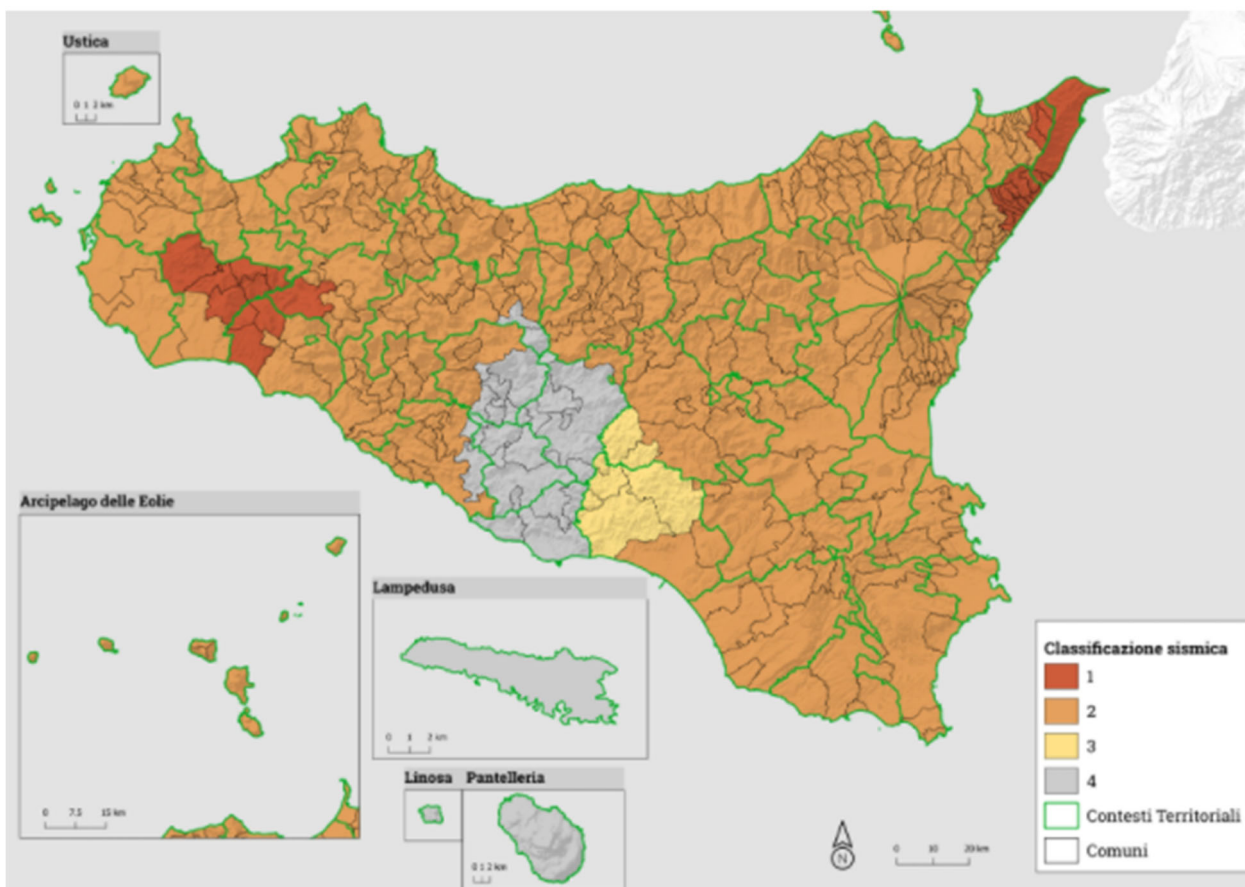 Ustica
0 1 2 km
Arcipelago delle Eolie
0 7.5 15 km
Lampedusa
0 1 2 km
Linosa
Pantelleria
0 1 2 km
N
0 10 20 km
Classificazione sismica
1
2
3
4
Contesti Territoriali
Comuni